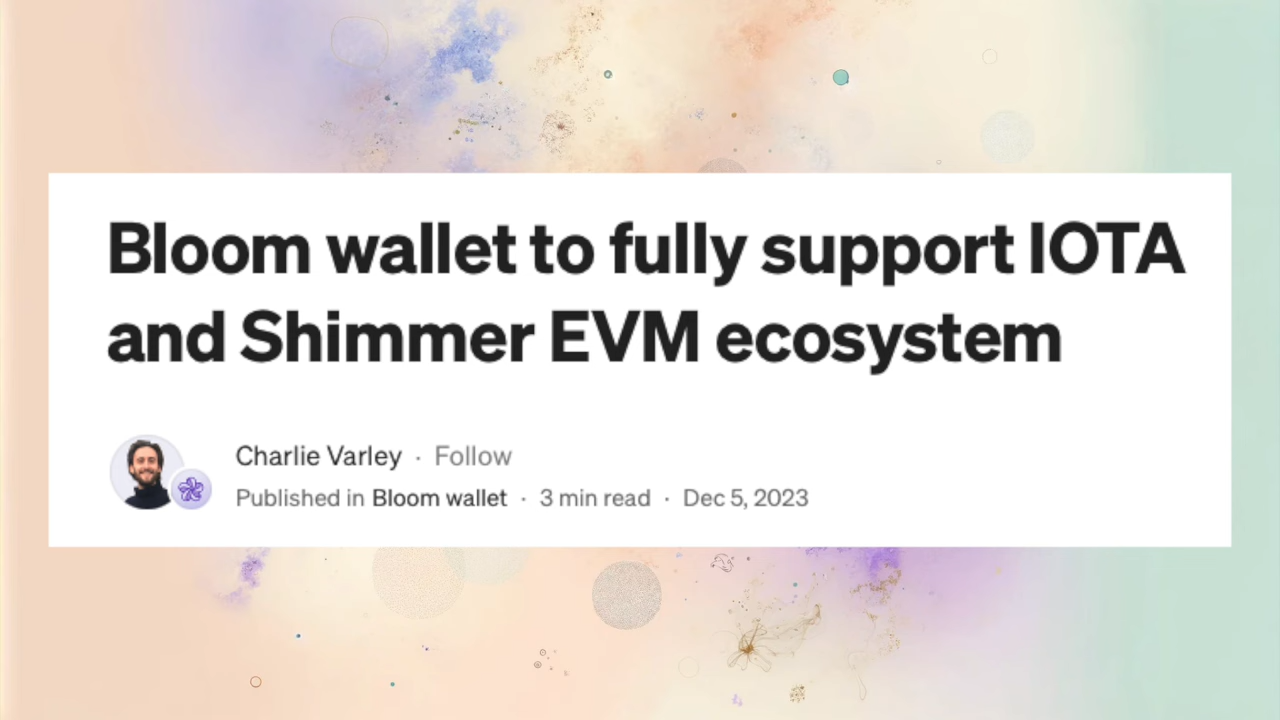 Bloom wallet to fully support IOTA
and Shimmer EVM ecosystem
Charlie Varley · Follow
Published in Bloom wallet · 3 min read · Dec 5, 2023